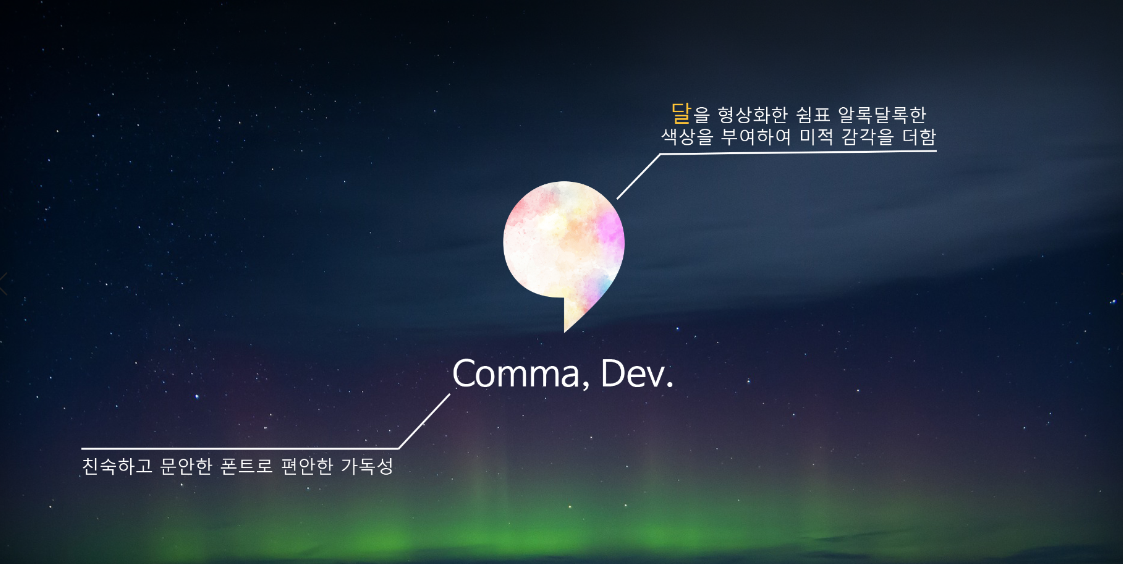 달을 형상화한 쉼표 알록달록한
색상을 부여하여 미적 감각을 더함
Comma, Dev.
친숙하고 문안한 폰트로 편안한 가독성